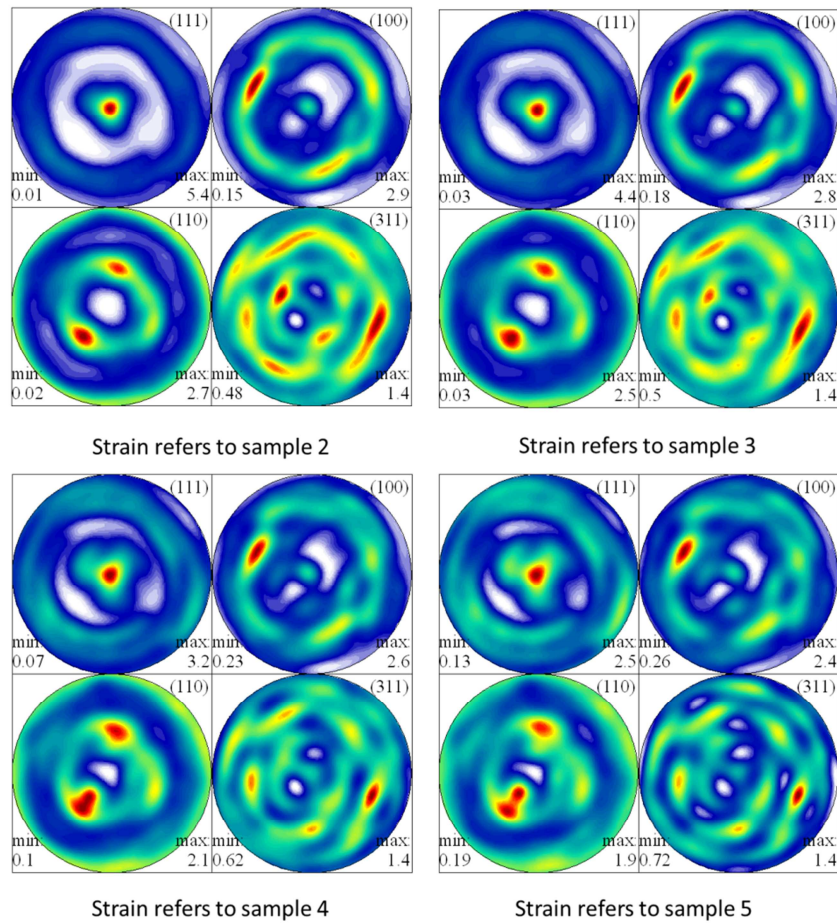 (111) (100) (111) (100)
min max: min max: min max: min max:
0.01 5.4 0.15 2.9 0.03 4.4 0.18 2.8
(110) (311) (110) (311)
min max: min max: min max: min max:
0.02 2.7 0.48 1.4 0.03 2.5 0.5 1.4
Strain refers to sample 2 Strain refers to sample 3
(111) (100) (111) (100)
min max: min max: min max: min max:
0.07 3.2 0.23 2.6 0.13 2.5 0.26 2.4
(110) (311) (110) (311)
min max: min max: min max: min max:
0.1 2.1 0.62 1.4 0.19 1.9 0.72 1.4
Strain refers to sample 4 Strain refers to sample 5